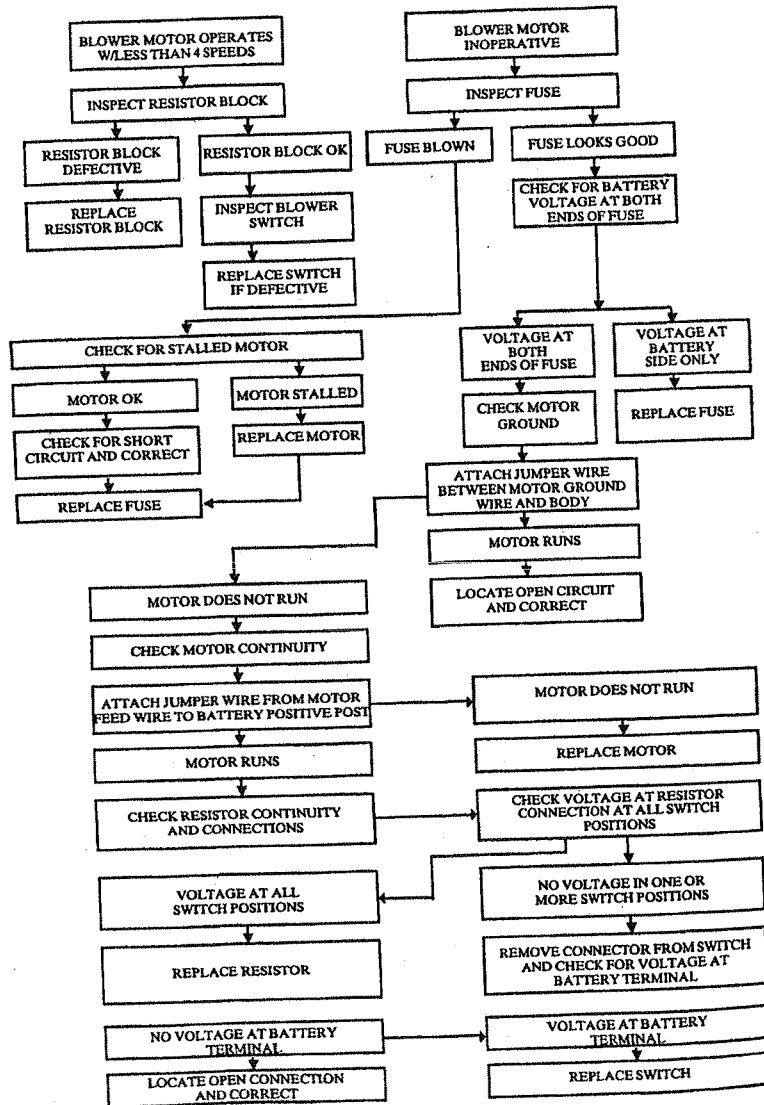 BLOWER MOTOR OPERATES
W/LESS THAN 4 SPEEDS
BLOWER MOTOR
INOPERATIVE
INSPECT RESISTOR BLOCK
INSPECT FUSE
RESISTOR BLOCK
DEFECTIVE
RESISTOR BLOCK OK
FUSE BLOWN
FUSE LOOKS GOOD
REPLACE
RESISTOR BLOCK
INSPECT BLOWER
SWITCH
CHECK FOR BATTERY
VOLTAGE AT BOTH
ENDS OF FUSE
REPLACE SWITCH
IF DEFECTIVE
CHECK FOR STALLED MOTOR
VOLTAGE AT
BOTH
ENDS OF FUSE
VOLTAGE AT
BATTERY
SIDE ONLY
MOTOR OK
MOTOR STALLED
CHECK MOTOR
GROUND
REPLACE FUSE
CHECK FOR SHORT
CIRCUIT AND CORRECT
REPLACE MOTOR
REPLACE FUSE
ATTACH JUMPER WIRE
BETWEEN MOTOR GROUND
WIRE AND BODY
MOTOR RUNS
LOCATE OPEN CIRCUIT
AND CORRECT
MOTOR DOES NOT RUN
CHECK MOTOR CONTINUITY
ATTACH JUMPER WIRE FROM MOTOR
FEED WIRE TO BATTERY POSITIVE POST
MOTOR DOES NOT RUN
MOTOR RUNS
REPLACE MOTOR
CHECK RESISTOR CONTINUITY
AND CONNECTIONS
CHECK VOLTAGE AT RESISTOR
CONNECTION AT ALL SWITCH
POSITIONS
VOLTAGE AT ALL
SWITCH POSITIONS
NO VOLTAGE IN ONE OR
MORE SWITCH POSITIONS
REPLACE RESISTOR
REMOVE CONNECTOR FROM SWITCH
AND CHECK FOR VOLTAGE AT
BATTERY TERMINAL
NO VOLTAGE AT BATTERY
TERMINAL
VOLTAGE AT BATTERY
TERMINAL
LOCATE OPEN CONNECTION
AND CORRECT
REPLACE SWITCH